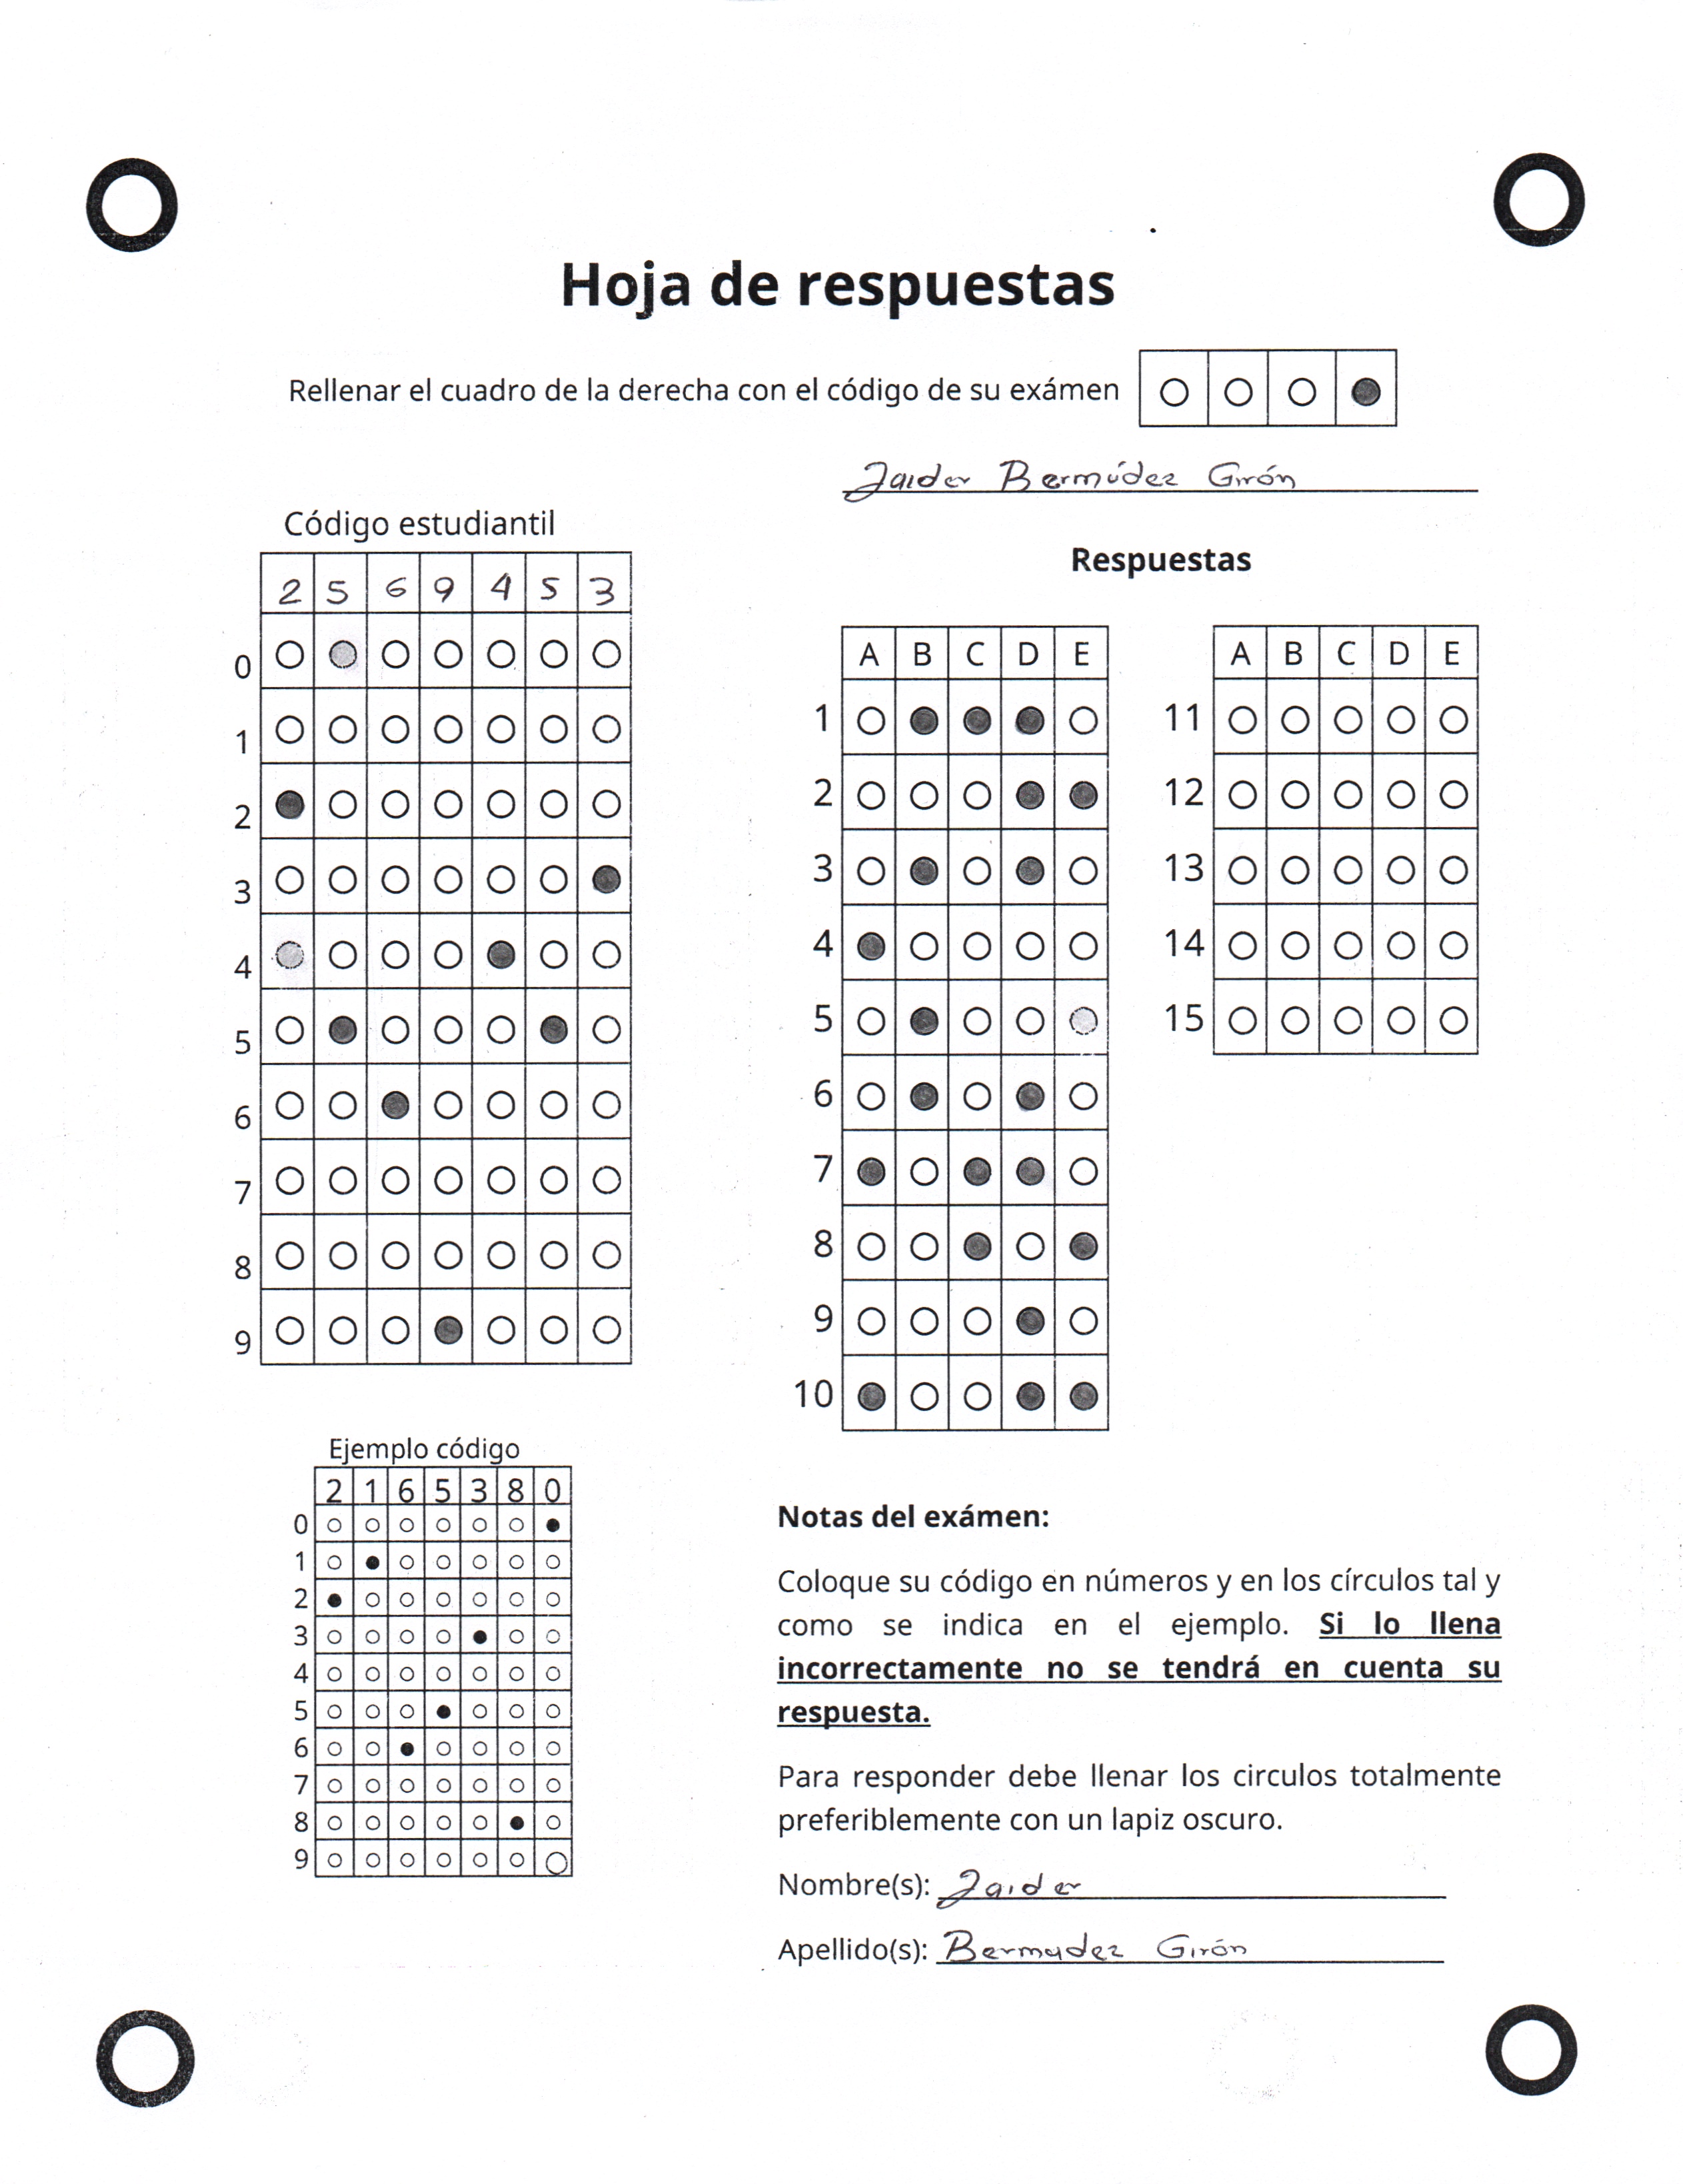 Hoja de respuestas
Rellenar el cuadro de la derecha con el código de su exámen
Jaider Bermúdez Girón
Código estudiantil
2 5 6 9 4 5 3
0
1
2
3
4
5
6
7
8
9
Respuestas
A B C D E
1
2
3
4
5
6
7
8
9
10
A B C D E
11
12
13
14
15
Ejemplo código
2 1 6 5 3 8 0
0
1
2
3
4
5
6
7
8
9
Notas del exámen:
Coloque su código en números y en los círculos tal y
como se indica en el ejemplo. Si lo llena
incorrectamente no se tendrá en cuenta su
respuesta.
Para responder debe llenar los circulos totalmente
preferiblemente con un lapiz oscuro.
Nombre(s): Jaider
Apellido(s): Bermudez Girón